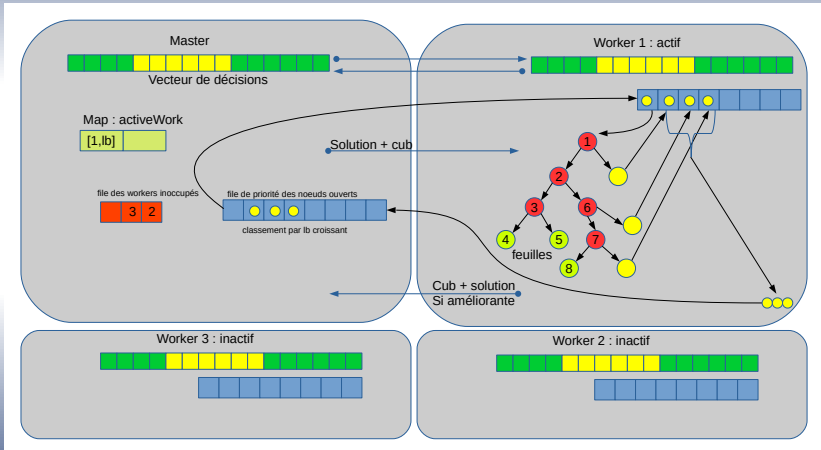 Master
Vecteur de décisions
Map : activeWork
[1,lb]
file des workers inoccupés
3 2
file de priorité des noeuds ouverts
classement par lb croissant
Solution + cub
Cub + solution
Si améliorante
Worker 1 : actif
1
2
3
6
4
5
7
feuilles
8
Worker 3 : inactif
Worker 2 : inactif